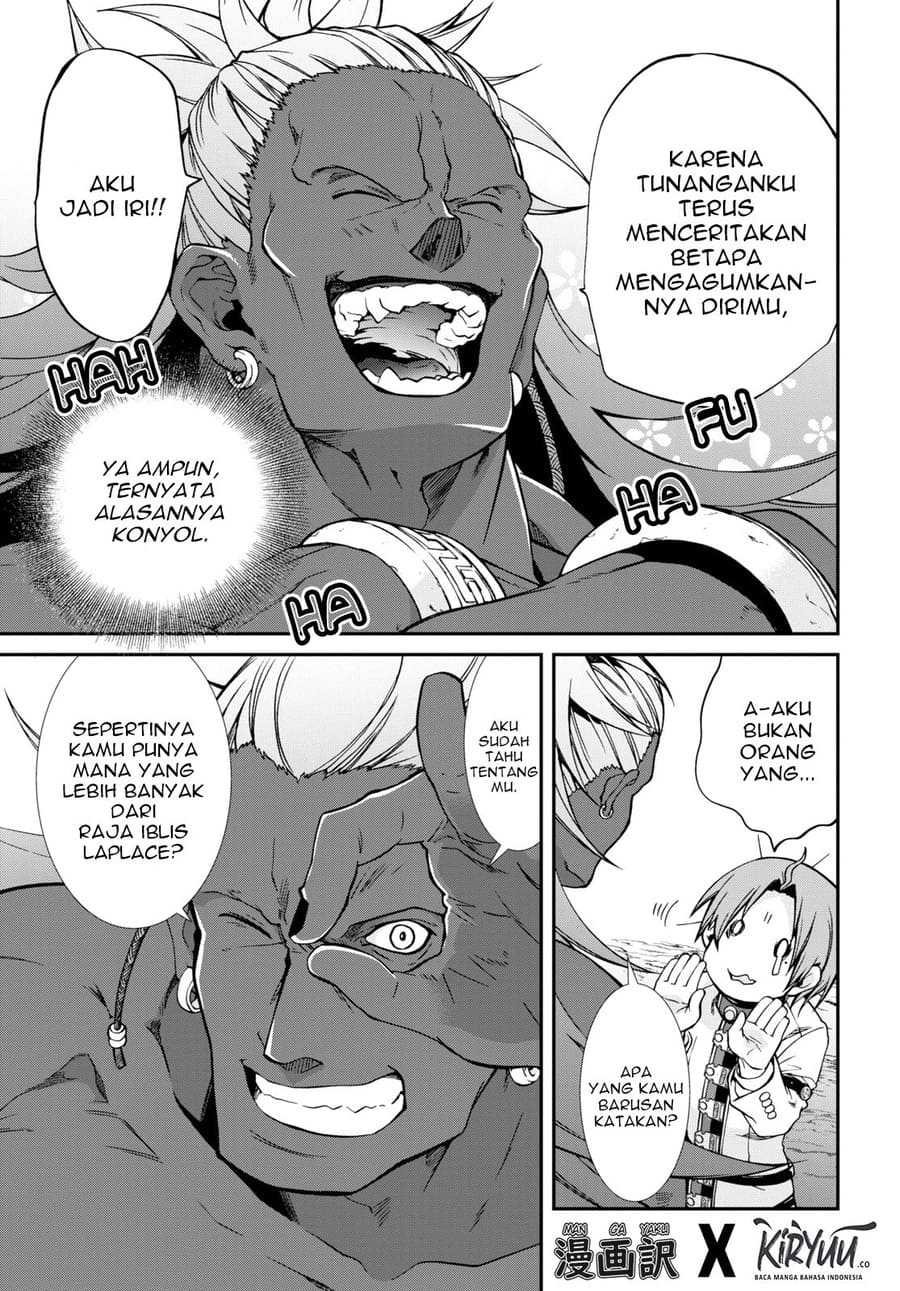 KARENA
TUNANGANKU
TERUS
MENCERITAKAN
BETAPA
MENGAGUMKAN-
NYA DIRIMU,
AKU
JADI IRI!!
FU
HA
HA
HAH
YA AMPUN,
TERNYATA
ALASANNYA
KONYOL.
A-AKU
BUKAN
ORANG
YANG...
APA
YANG KAMU
BARUSAN
KATAKAN?
AKU
SUDAH
TAHU
TENTANG
MU.
SEPERTINYA
KAMU PUNYA
MANA YANG
LEBIH BANYAK
DARI
RAJA IBLIS
LAPLACE?
MAN GA YAKU
漫画訳 X KIRYUU.CO
BACA MANGA BAHASA INDONESIA